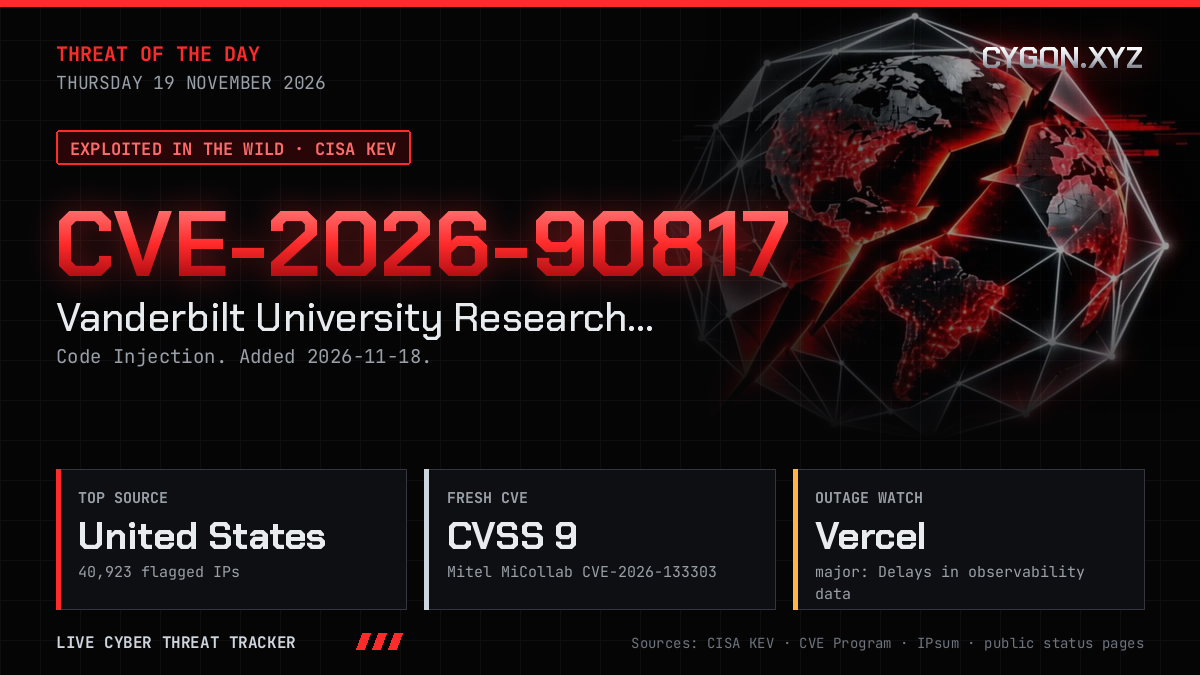 THREAT OF THE DAY
THURSDAY 19 NOVEMBER 2026
CYGON.XYZ
EXPLOITED IN THE WILD · CISA KEV
CVE-2026-90817
Vanderbilt University Research...
Code Injection. Added 2026-11-18.
TOP SOURCE
United States
40,923 flagged IPs
FRESH CVE
CVSS 9
Mitel MiCollab CVE-2026-133303
OUTAGE WATCH
Vercel
major: Delays in observability
data
LIVE CYBER THREAT TRACKER
Sources: CISA KEV · CVE Program · IPsum · public status pages